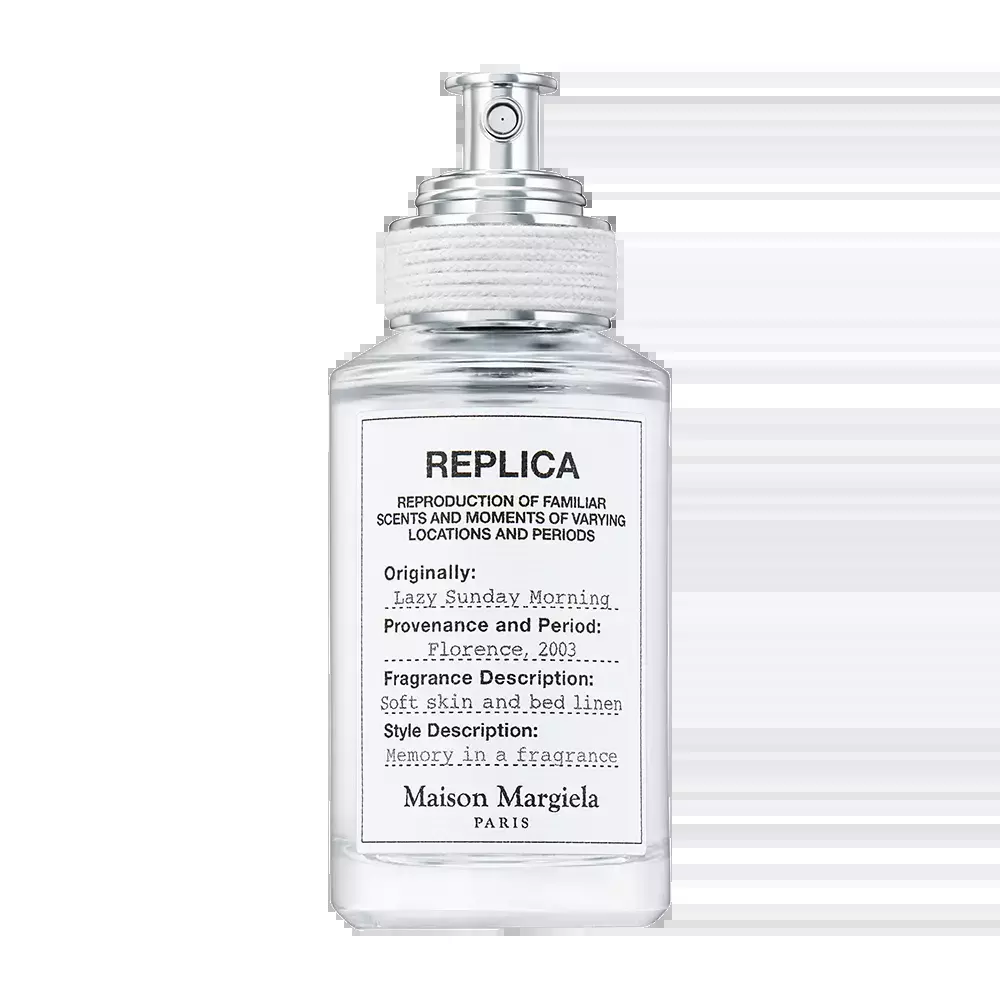 REPLICA
REPRODUCTION OF FAMILIAR
SCENTS AND MOMENTS OF VARYING
LOCATIONS AND PERIODS
Originally:
Lazy Sunday Morning
Provenance and Period:
Florence, 2003
Fragrance Description:
Soft skin and bed linen
Style Description:
Memory in a fragrance
Maison Margiela
PARIS